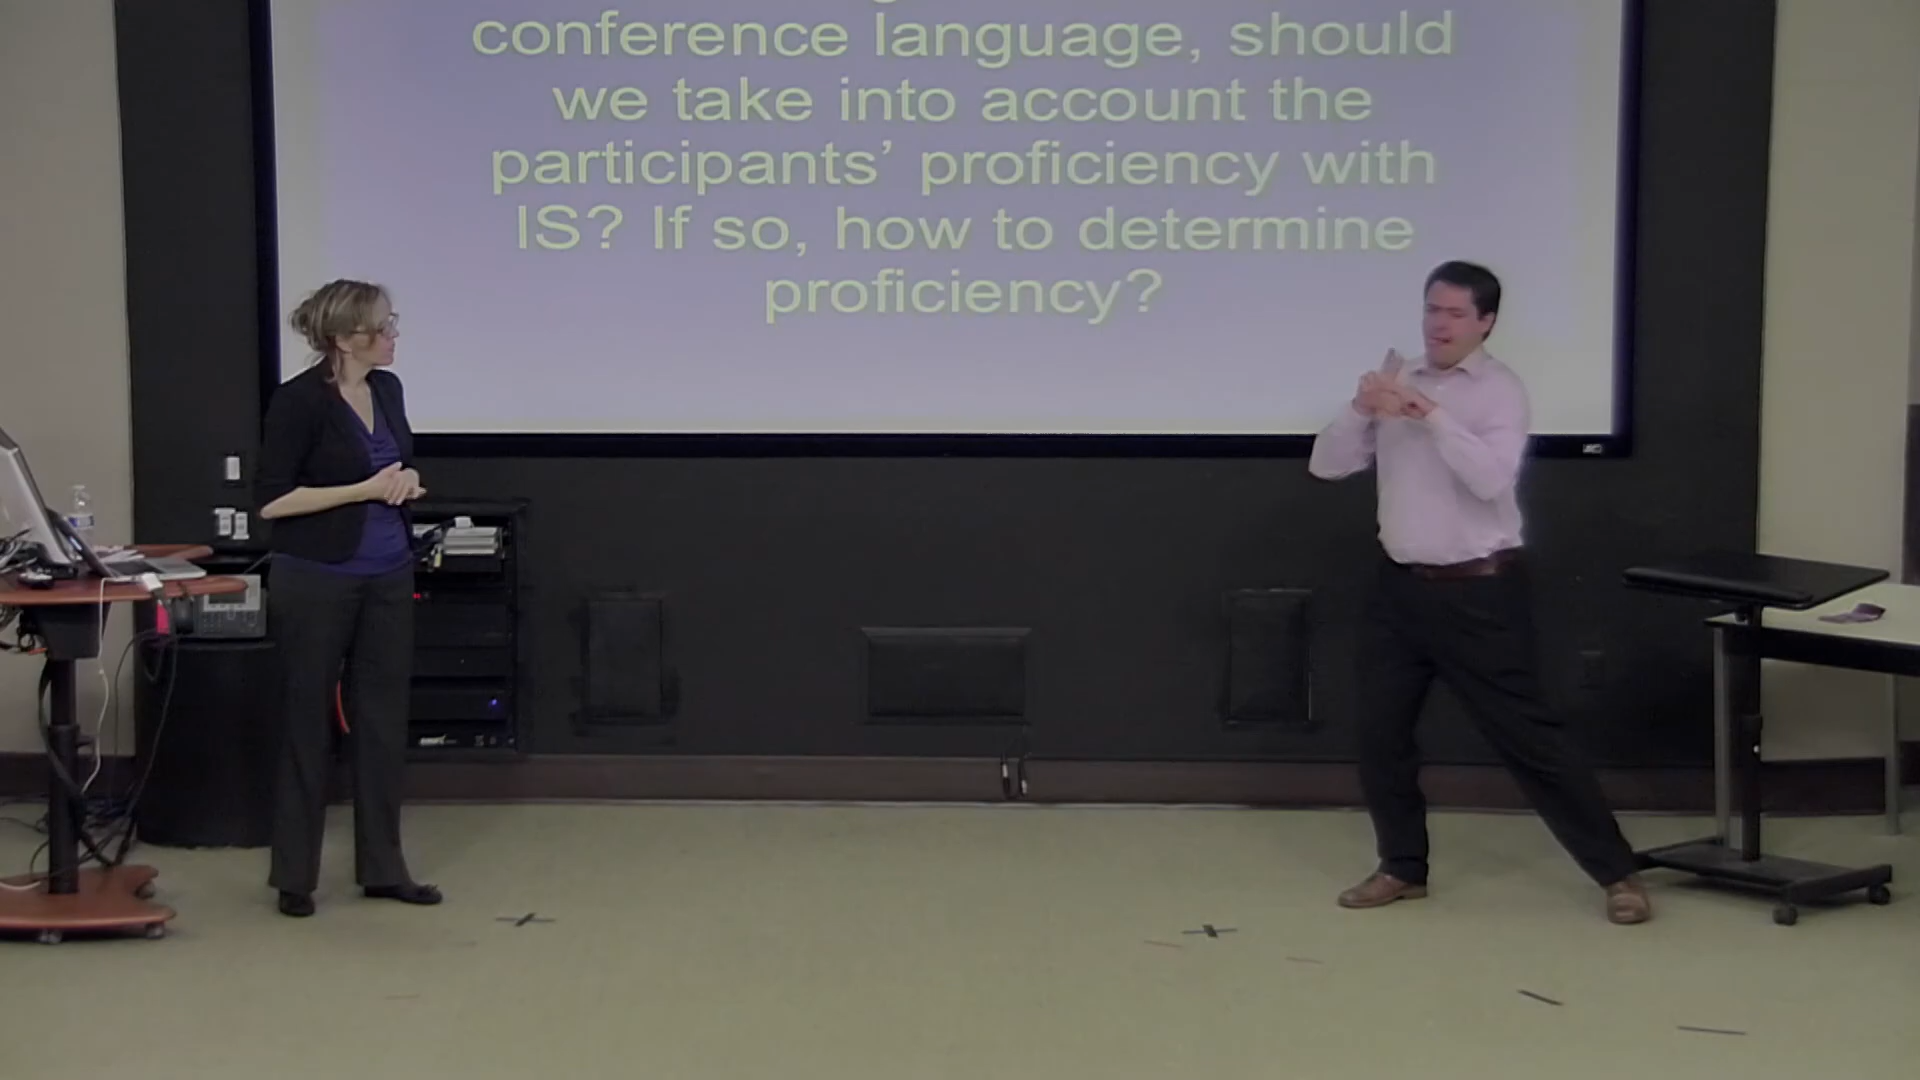 conference language, should
we take into account the
participants’ proficiency with
IS? If so, how to determine
proficiency?